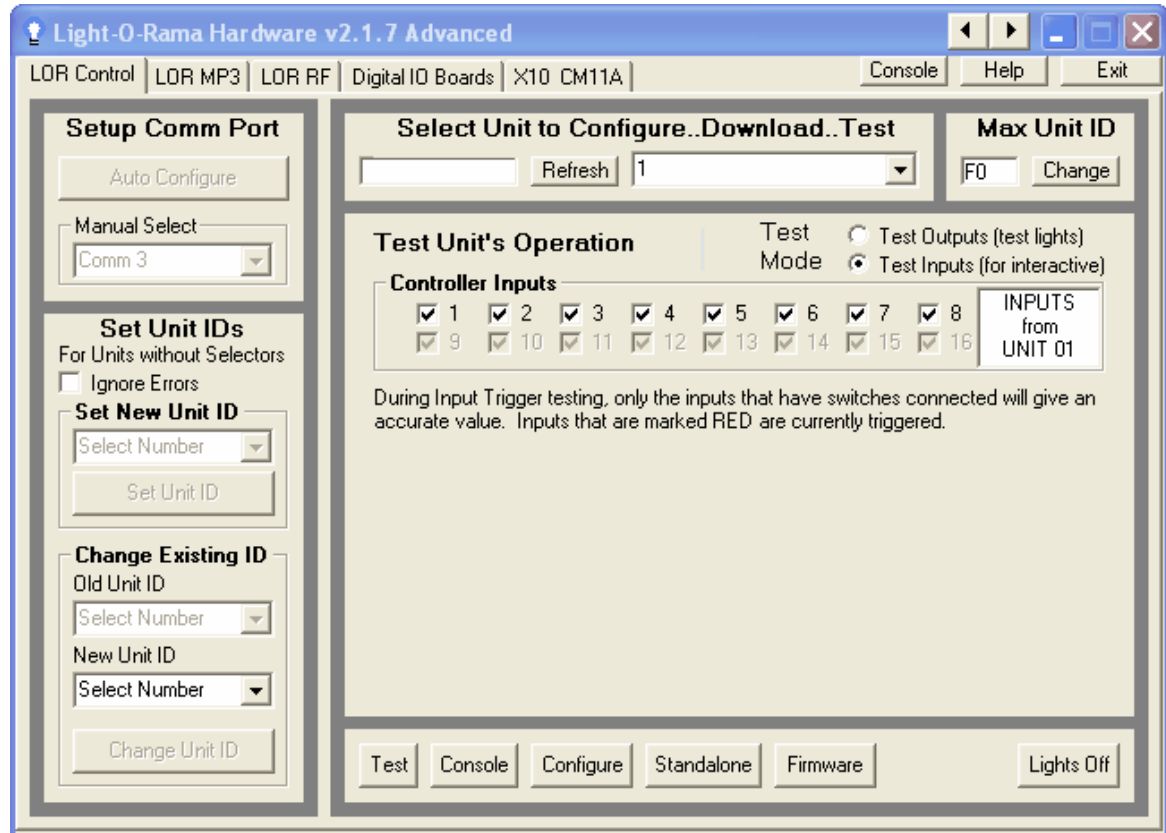 Light-O-Rama Hardware v2.1.7 Advanced
LOR Control
LOR MP3
LOR RF
Digital IO Boards
X10 CM11A
Console
Help
Exit
Setup Comm Port
Auto Configure
Manual Select
Comm 3
Set Unit IDs
For Units without Selectors
Ignore Errors
Set New Unit ID
Select Number
Set Unit ID
Change Existing ID
Old Unit ID
Select Number
New Unit ID
Select Number
Change Unit ID
Select Unit to Configure..Download..Test
Refresh
1
Max Unit ID
F0
Change
Test Unit's Operation
Test
Mode
Test Outputs (test lights)
Test Inputs (for interactive)
Controller Inputs
1 2 3 4 5 6 7 8
9 10 11 12 13 14 15 16
INPUTS
from
UNIT 01
During Input Trigger testing, only the inputs that have switches connected will give an
accurate value. Inputs that are marked RED are currently triggered.
Test
Console
Configure
Standalone
Firmware
Lights Off